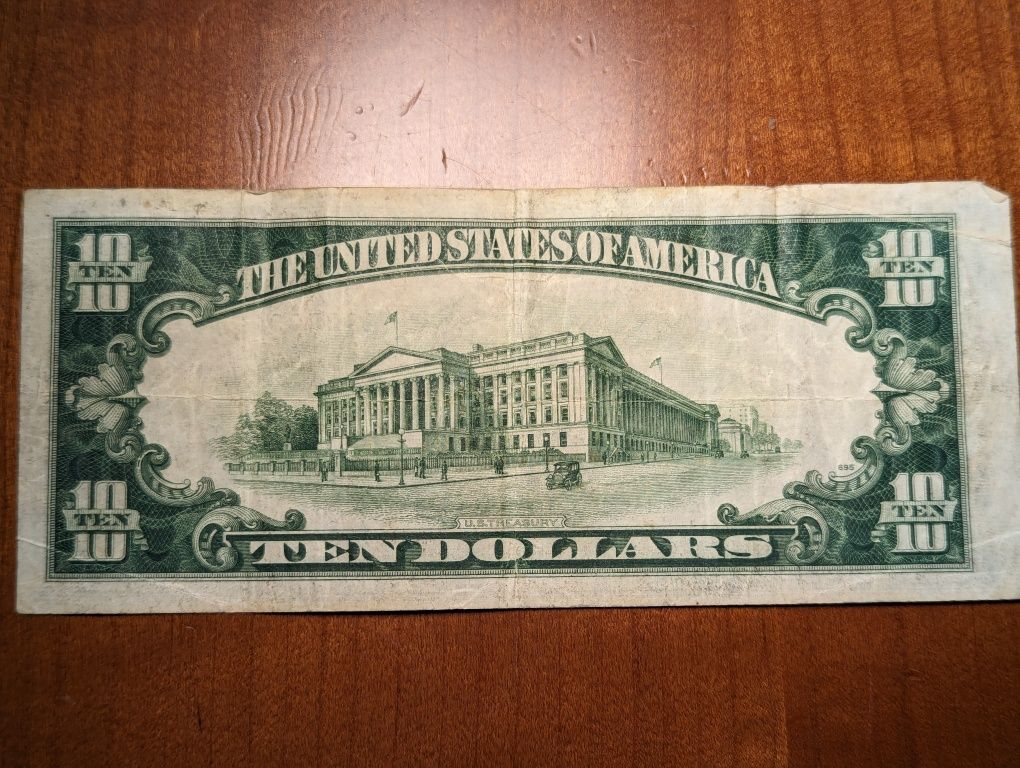 10 TEN 10
THE UNITED STATES OF AMERICA
10 TEN 10
695
10 TEN 10
U.S. TREASURY
TEN DOLLARS
10 TEN 10